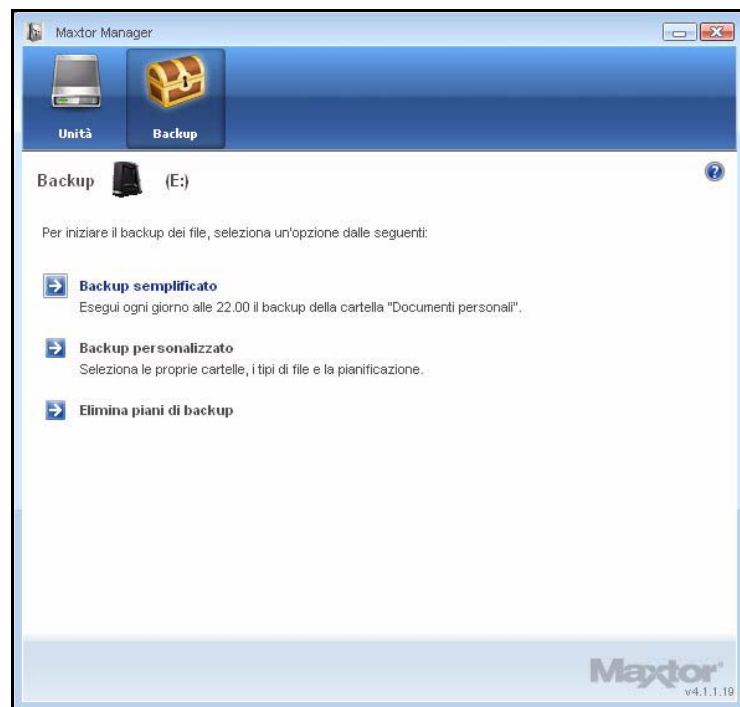 Maxtor Manager
Unità
Backup
Backup (E:)
Per iniziare il backup dei file, seleziona un'opzione dalle seguenti:
Backup semplificato
Esegui ogni giorno alle 22.00 il backup della cartella "Documenti personali".
Backup personalizzato
Seleziona le proprie cartelle, i tipi di file e la pianificazione.
Elimina piani di backup
Maxtor
v4.1.1.19